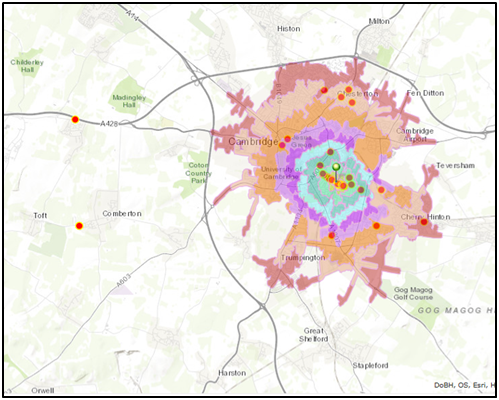 Milton
Histon
A14
Childerley
Hall
Madingley
Hall
Chesterton
Fen Ditton
A428
Cambridge
Cambridge
Airport
Coton
Country
Park
University of
Cambridge
Teversham
Toft
Comberton
Cherry Hinton
Trumpington
A603
Gog Magog
Golf Course
GOG MAGOG H
Great
Shelford
Stapleford
Harston
Orwell
DoBH, OS, Esri, H